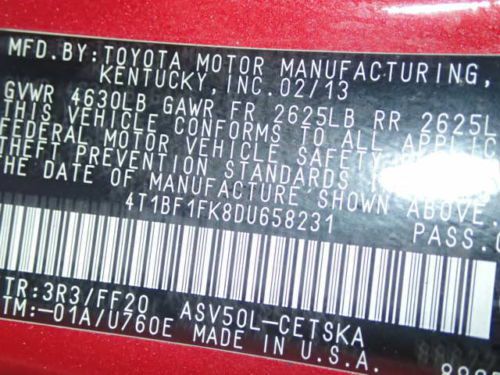 MFD.BY:TOYOTA MOTOR MANUFACTURING,
KENTUCKY,INC.02/13
GVWR 4630LB GAWR FR 2625LB RR 2625L
THIS VEHICLE CONFORMS TO ALL APPLIC
FEDERAL MOTOR VEHICLE SAFETY
THEFT PREVENTION STANDARDS
THE DATE OF MANUFACTURE SHOWN ABOVE
4T1BF1FK8DU658231 PASS.
TR:3R3/FF20 ASV50L-CETSKA
TM:-01A/U760E MADE IN U.S.A.